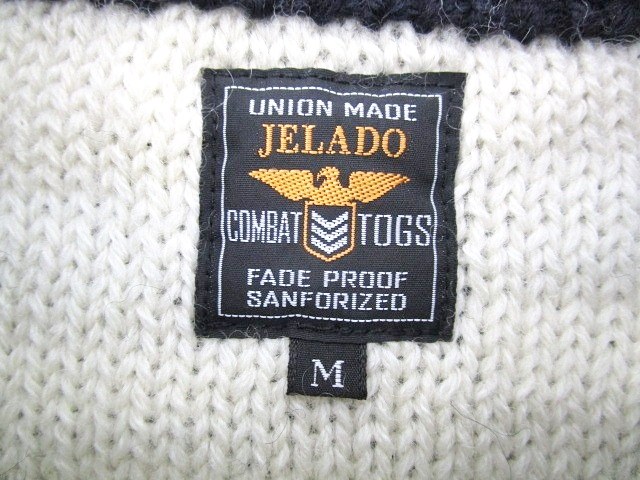 UNION MADE
JELADO
COMBAT TOGS
FADE PROOF
SANFORIZED
M